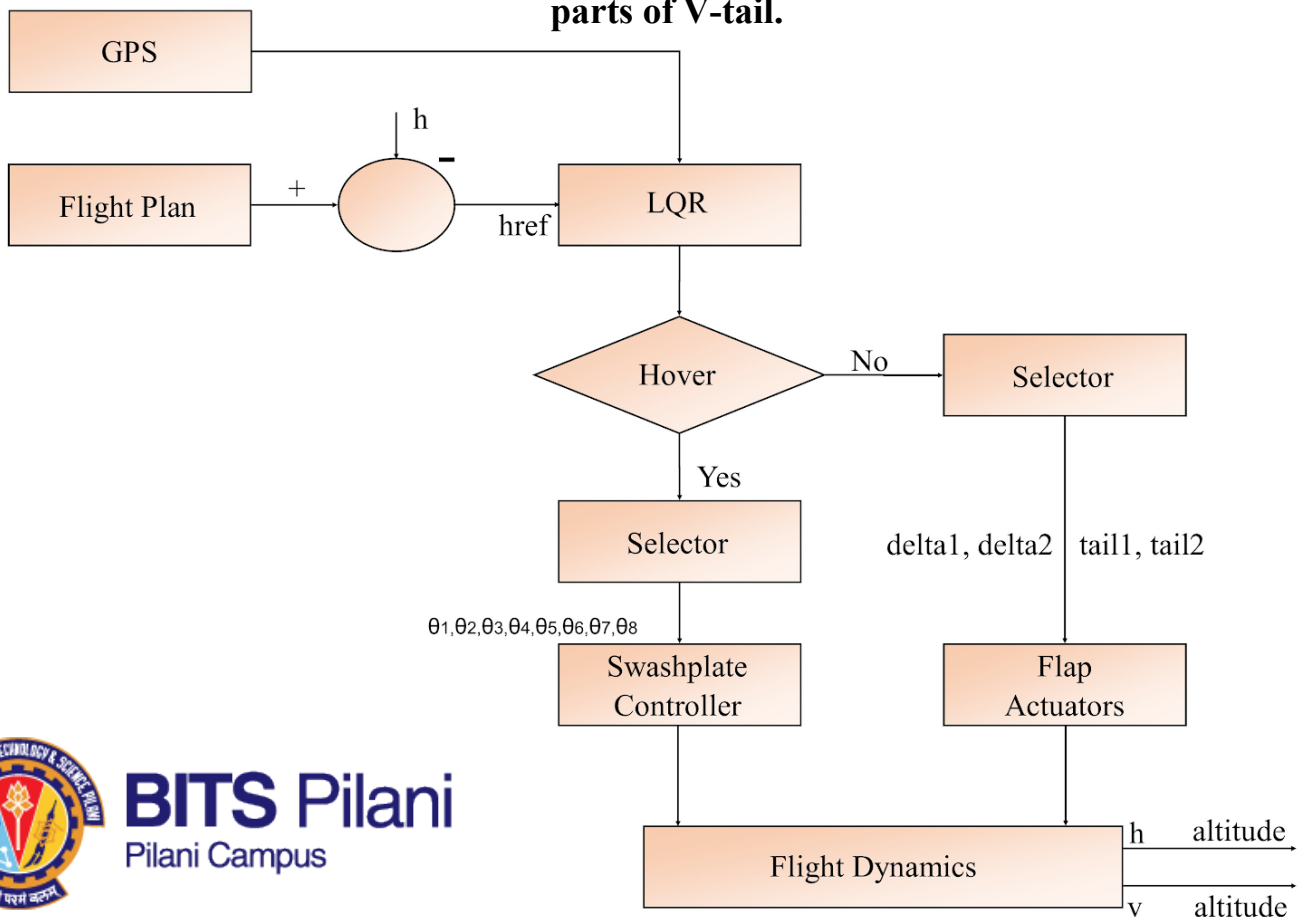 parts of V-tail.
GPS
h
-
+
Flight Plan
href
LQR
Hover
No
Selector
Yes
Selector
delta1, delta2
tail1, tail2
θ1,θ2,θ3,θ4,θ5,θ6,θ7,θ8
Swashplate
Controller
Flap
Actuators
Flight Dynamics
h
altitude
v
altitude
BITS Pilani
Pilani Campus